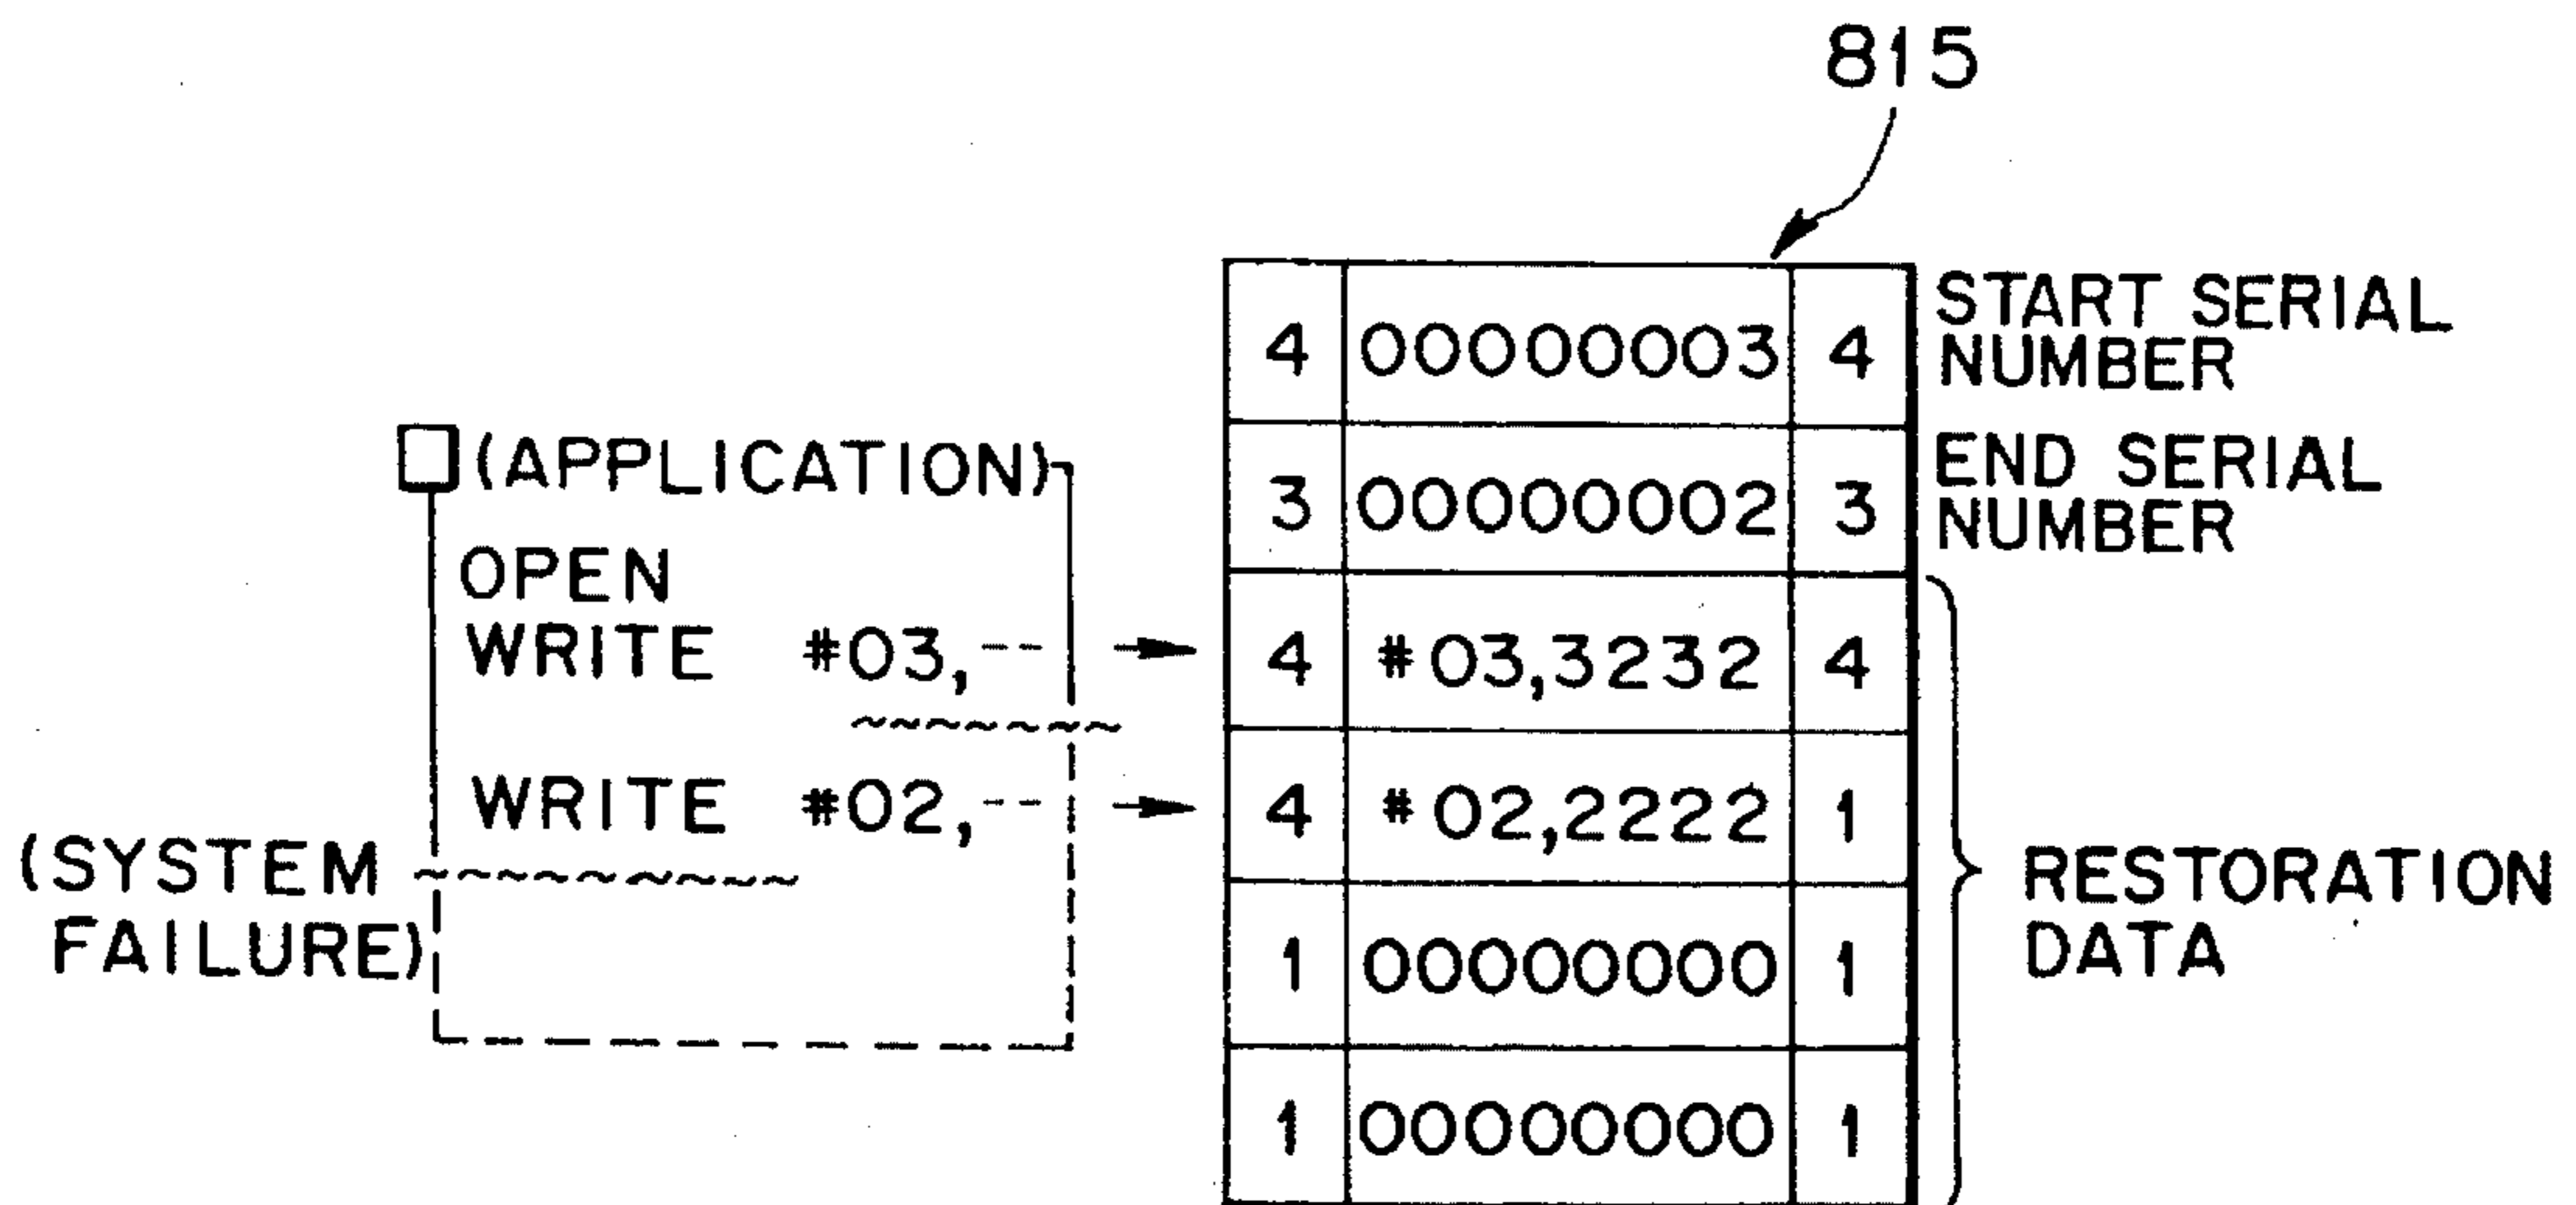 815
4 00000003 4 START SERIAL
NUMBER
3 00000002 3 END SERIAL
NUMBER
(APPLICATION)
OPEN
WRITE #03,-- 4 #03,3232 4
WRITE #02,-- 4 #02,2222 1
(SYSTEM
FAILURE)
1 00000000 1
1 00000000 1
RESTORATION
DATA